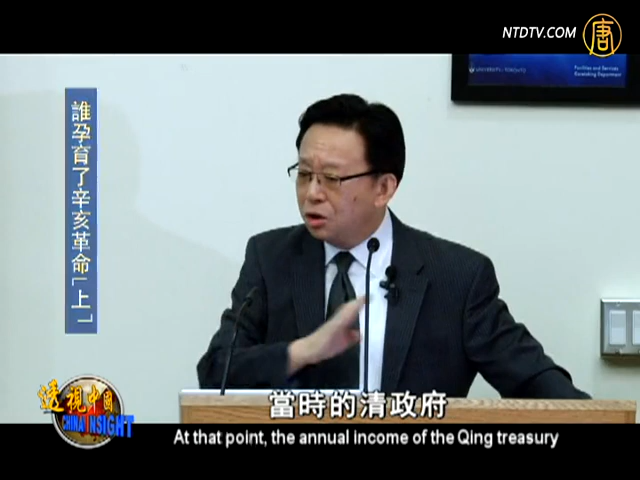 NTDTV.COM
唐
誰孕育了辛亥革命「上」
透視中國
CHINA INSIGHT
當時的清政府
At that point, the annual income of the Qing treasury